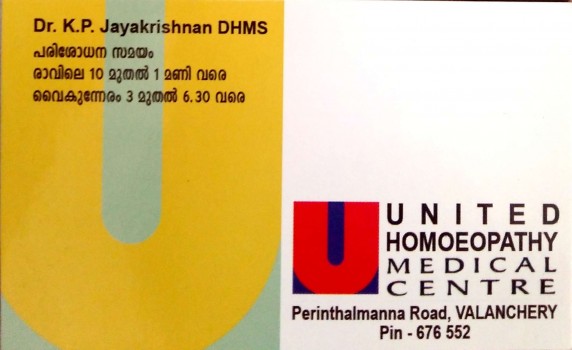 Dr. K.P. Jayakrishnan DHMS
പരിശോധന സമയം
രാവിലെ 10 മുതൽ 1 മണി വരെ
വൈകുന്നേരം 3 മുതൽ 6.30 വരെ
UNITED
HOMOEOPATHY
MEDICAL
CENTRE
Perinthalmanna Road, VALANCHERY
Pin - 676 552